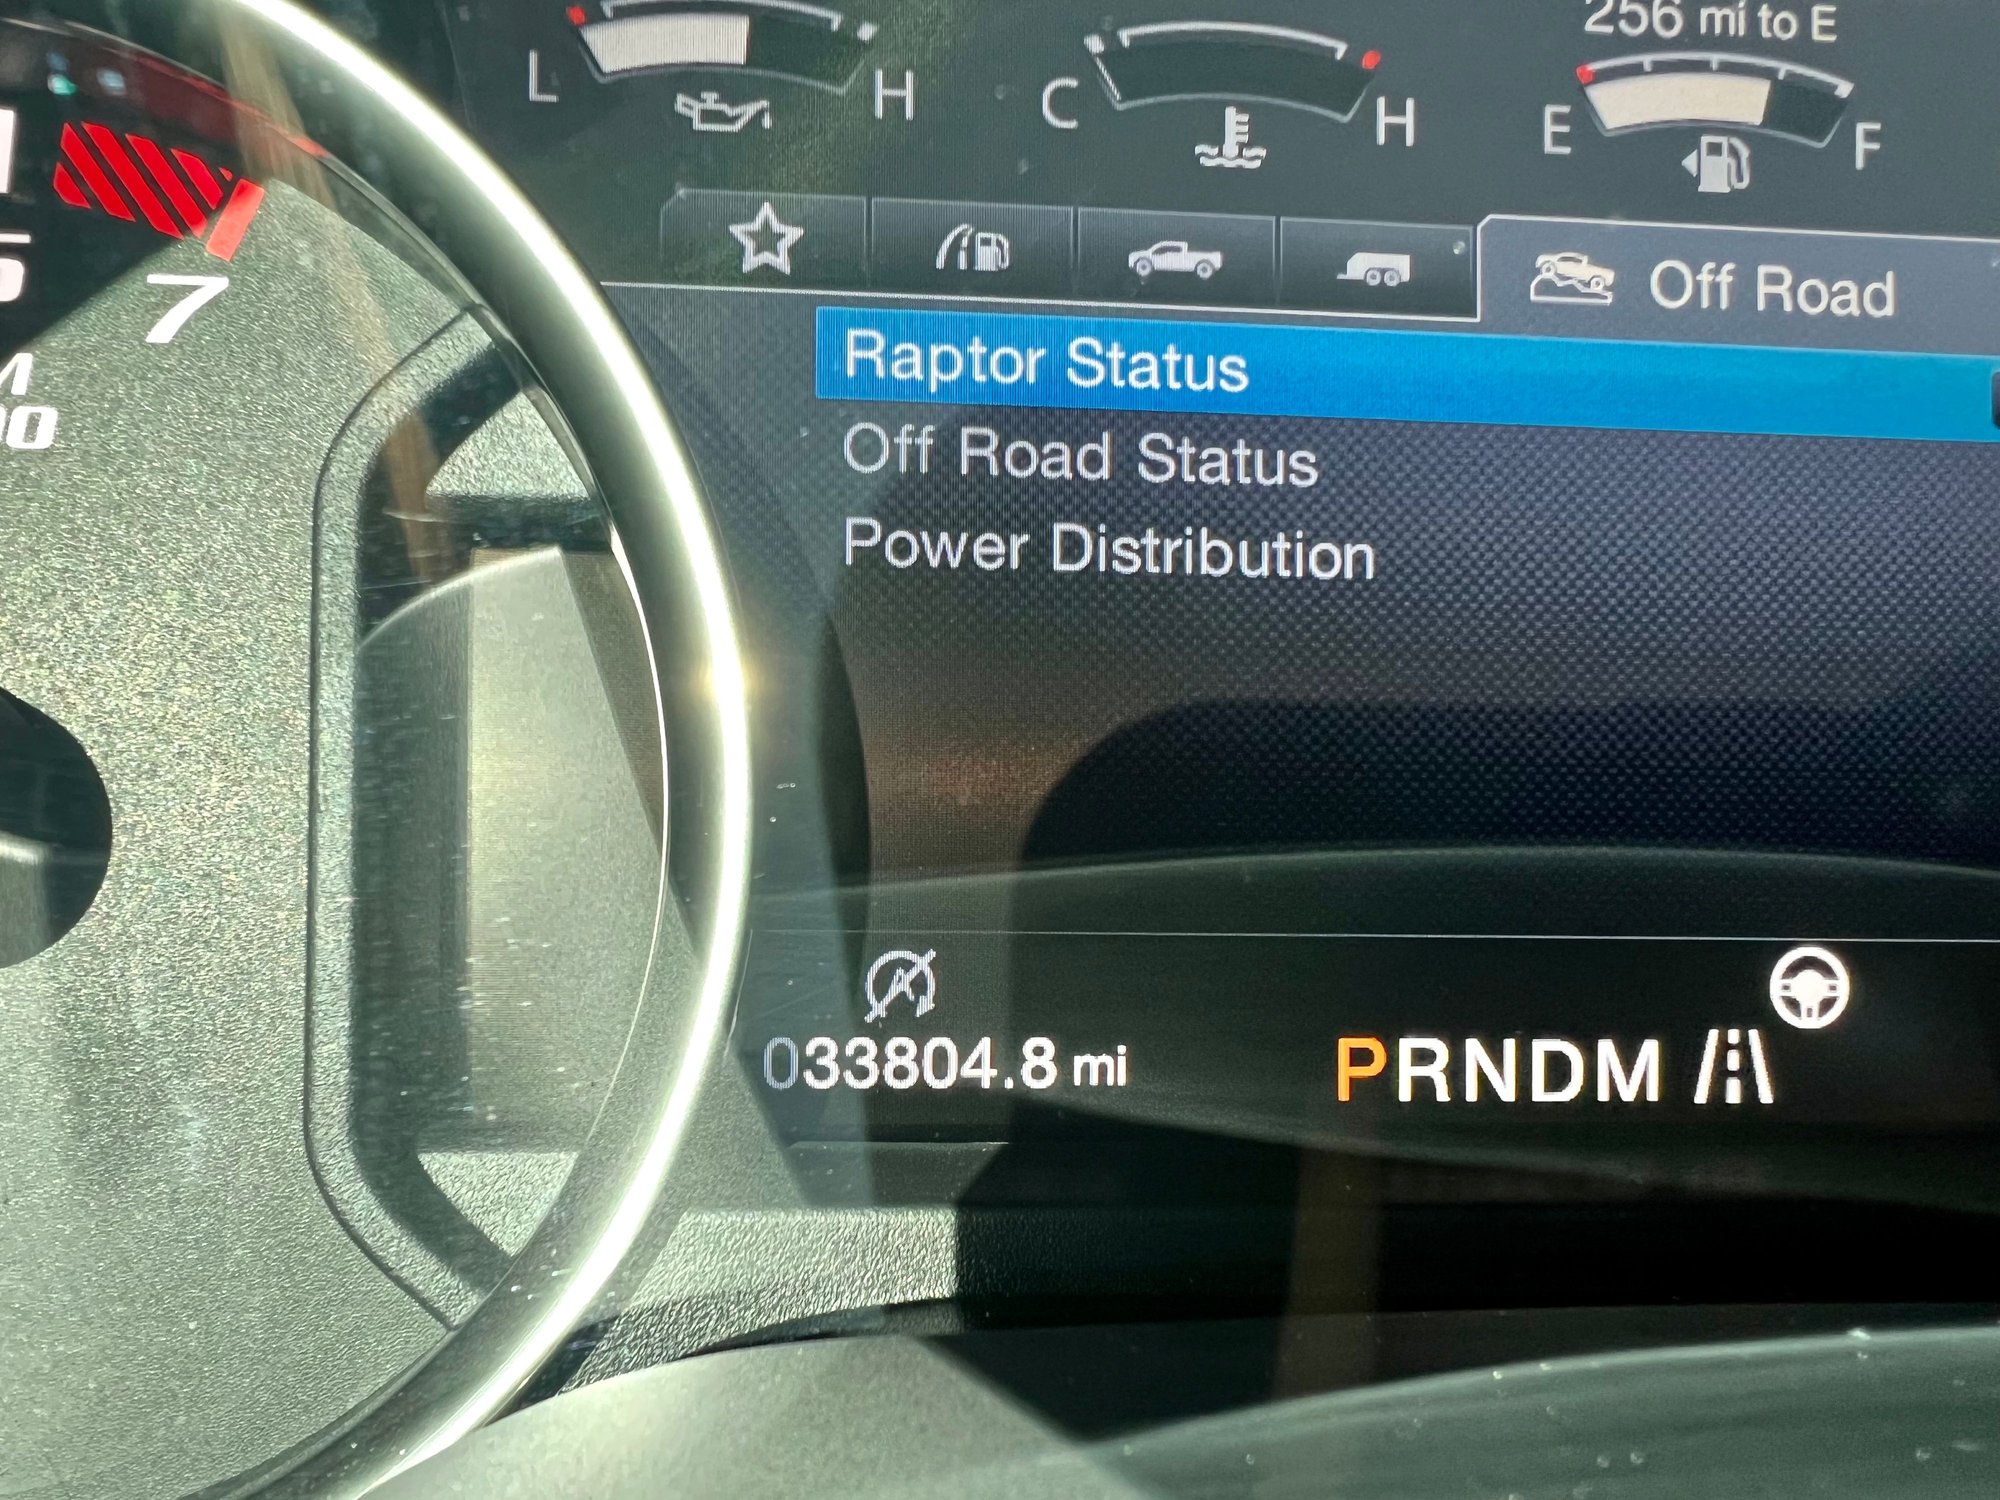 256 mi to E
L H
C H
E F
Off Road
7
Raptor Status
Off Road Status
Power Distribution
033804.8 mi
PRNDM